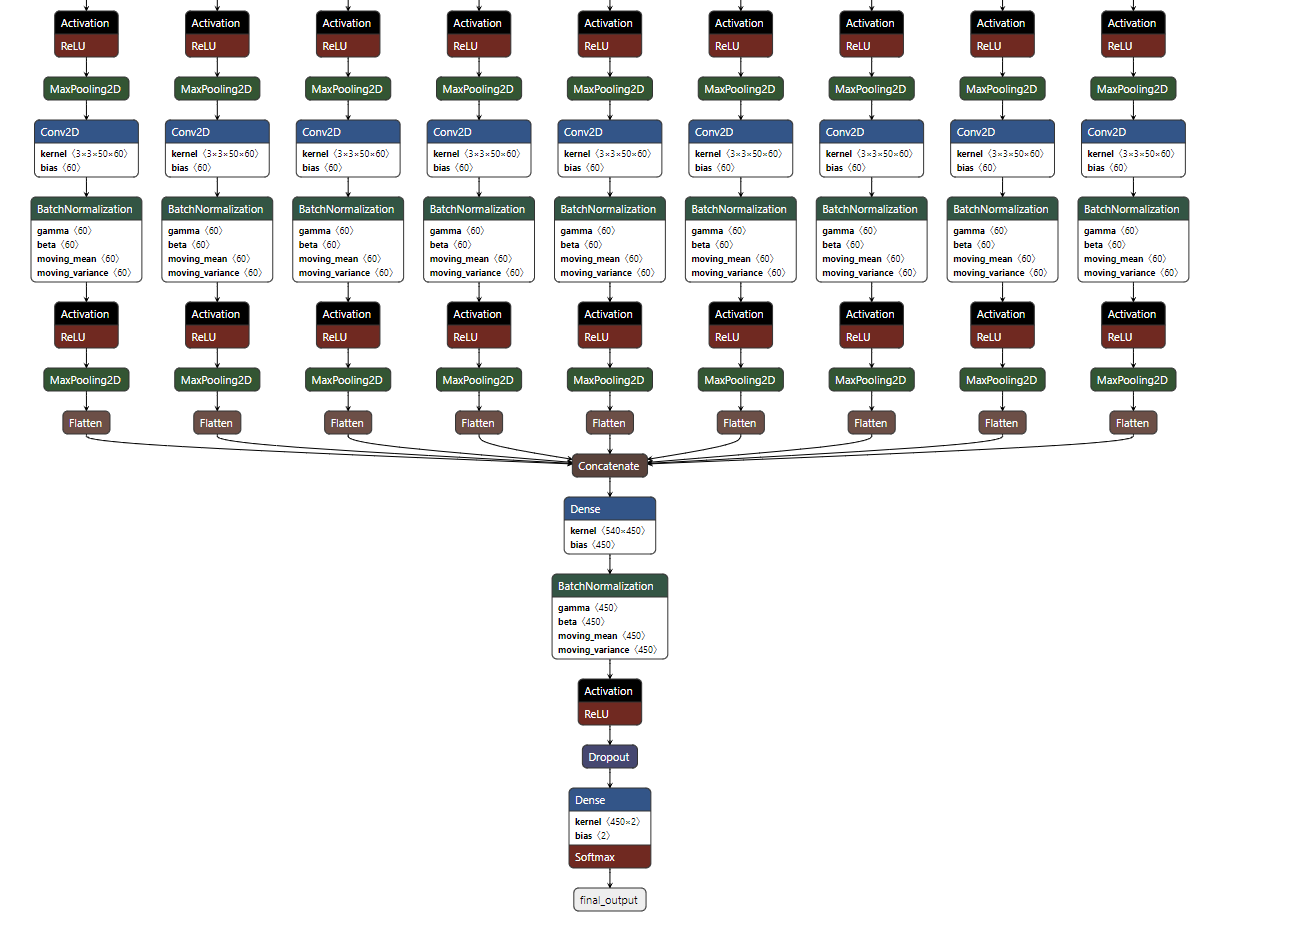 Activation Activation Activation Activation Activation Activation Activation Activation Activation
ReLU ReLU ReLU ReLU ReLU ReLU ReLU ReLU ReLU
MaxPooling2D MaxPooling2D MaxPooling2D MaxPooling2D MaxPooling2D MaxPooling2D MaxPooling2D MaxPooling2D MaxPooling2D
Conv2D Conv2D Conv2D Conv2D Conv2D Conv2D Conv2D Conv2D Conv2D
kernel 〈3×3×50×60〉 kernel 〈3×3×50×60〉 kernel 〈3×3×50×60〉 kernel 〈3×3×50×60〉 kernel 〈3×3×50×60〉 kernel 〈3×3×50×60〉 kernel 〈3×3×50×60〉 kernel 〈3×3×50×60〉 kernel 〈3×3×50×60〉
bias 〈60〉 bias 〈60〉 bias 〈60〉 bias 〈60〉 bias 〈60〉 bias 〈60〉 bias 〈60〉 bias 〈60〉 bias 〈60〉
BatchNormalization BatchNormalization BatchNormalization BatchNormalization BatchNormalization BatchNormalization BatchNormalization BatchNormalization BatchNormalization
gamma 〈60〉 gamma 〈60〉 gamma 〈60〉 gamma 〈60〉 gamma 〈60〉 gamma 〈60〉 gamma 〈60〉 gamma 〈60〉 gamma 〈60〉
beta 〈60〉 beta 〈60〉 beta 〈60〉 beta 〈60〉 beta 〈60〉 beta 〈60〉 beta 〈60〉 beta 〈60〉 beta 〈60〉
moving_mean 〈60〉 moving_mean 〈60〉 moving_mean 〈60〉 moving_mean 〈60〉 moving_mean 〈60〉 moving_mean 〈60〉 moving_mean 〈60〉 moving_mean 〈60〉 moving_mean 〈60〉
moving_variance 〈60〉 moving_variance 〈60〉 moving_variance 〈60〉 moving_variance 〈60〉 moving_variance 〈60〉 moving_variance 〈60〉 moving_variance 〈60〉 moving_variance 〈60〉 moving_variance 〈60〉
Activation Activation Activation Activation Activation Activation Activation Activation Activation
ReLU ReLU ReLU ReLU ReLU ReLU ReLU ReLU ReLU
MaxPooling2D MaxPooling2D MaxPooling2D MaxPooling2D MaxPooling2D MaxPooling2D MaxPooling2D MaxPooling2D MaxPooling2D
Flatten Flatten Flatten Flatten Flatten Flatten Flatten Flatten Flatten
Concatenate
Dense
kernel 〈540×450〉
bias 〈450〉
BatchNormalization
gamma 〈450〉
beta 〈450〉
moving_mean 〈450〉
moving_variance 〈450〉
Activation
ReLU
Dropout
Dense
kernel 〈450×2〉
bias 〈2〉
Softmax
final_output